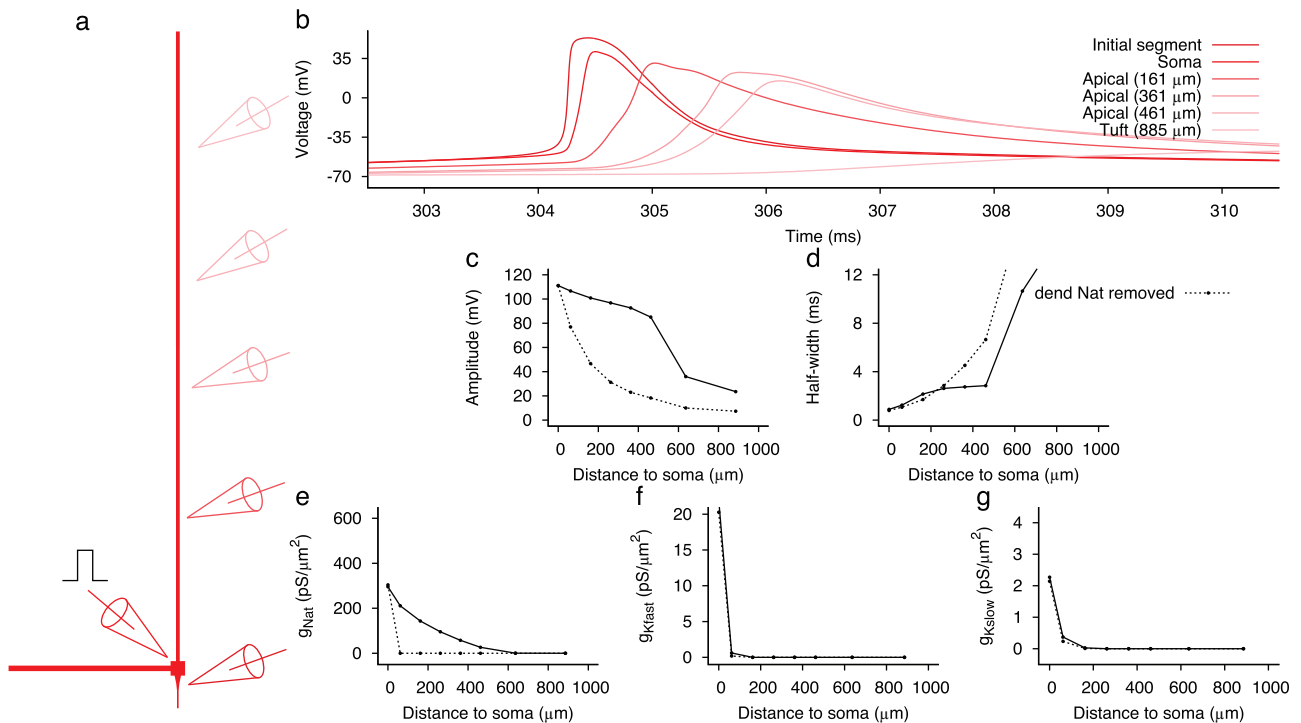 a
b
Voltage (mV)
35
0
-35
-70
Initial segment
Soma
Apical (161 μm)
Apical (361 μm)
Apical (461 μm)
Tuft (885 μm)
303 304 305 306 307 308 309 310
Time (ms)
c
Amplitude (mV)
120
100
80
60
40
20
0
0 200 400 600 800 1000
Distance to soma (μm)
d
Half-width (ms)
12
8
4
0
dend Nat removed
0 200 400 600 800 1000
Distance to soma (μm)
e
gNat (pS/μm²)
600
400
200
0
0 200 400 600 800 1000
Distance to soma (μm)
f
gKfast (pS/μm²)
20
15
10
5
0
0 200 400 600 800 1000
Distance to soma (μm)
g
gKslow (pS/μm²)
4
3
2
1
0
0 200 400 600 800 1000
Distance to soma (μm)